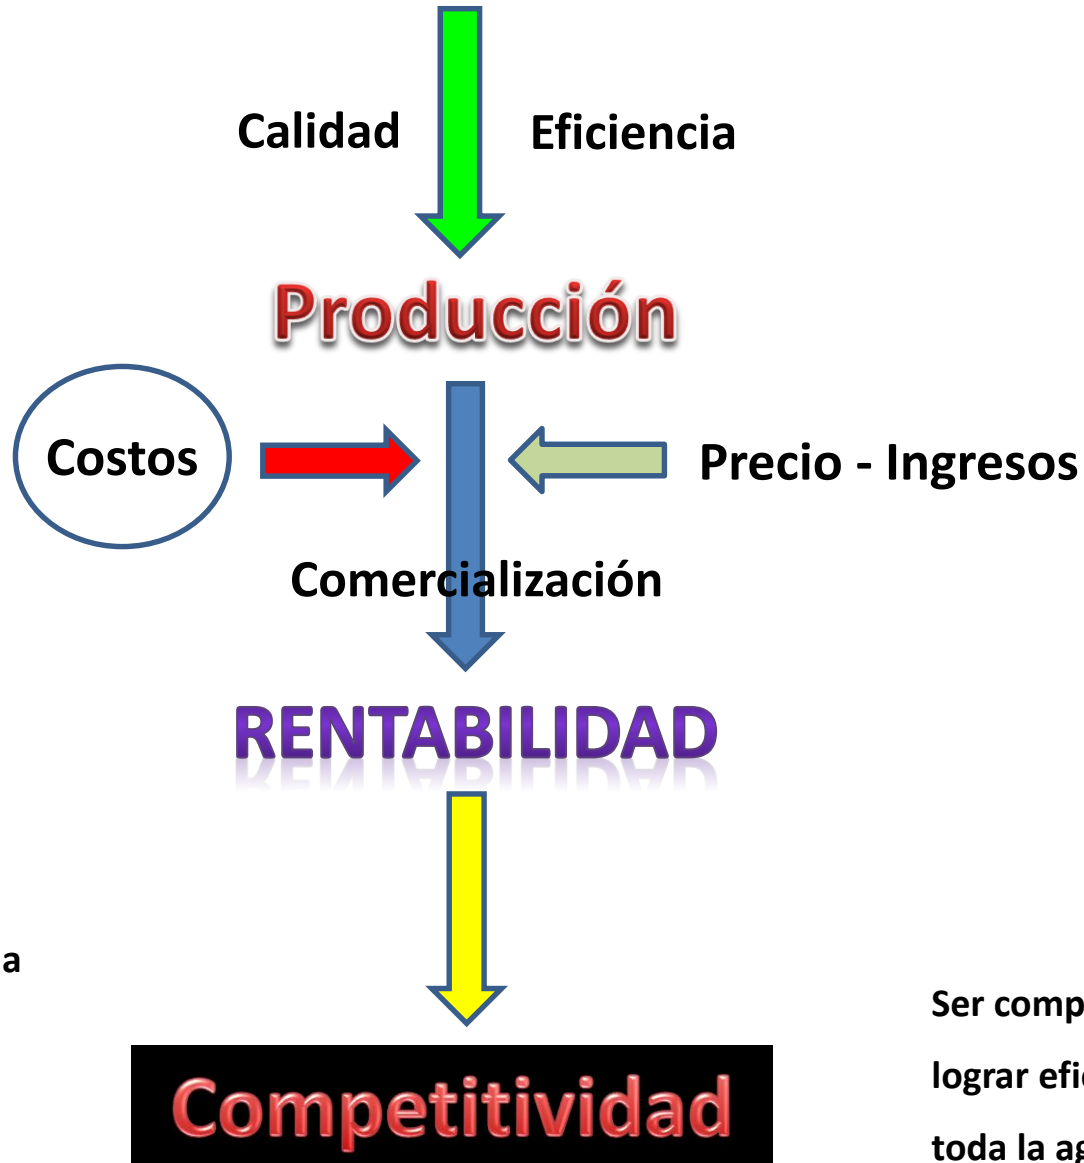 Calidad Eficiencia
Producción
Costos Precio - Ingresos
Comercialización
RENTABILIDAD
a
Ser comp
lograr efi
toda la a
Competitividad